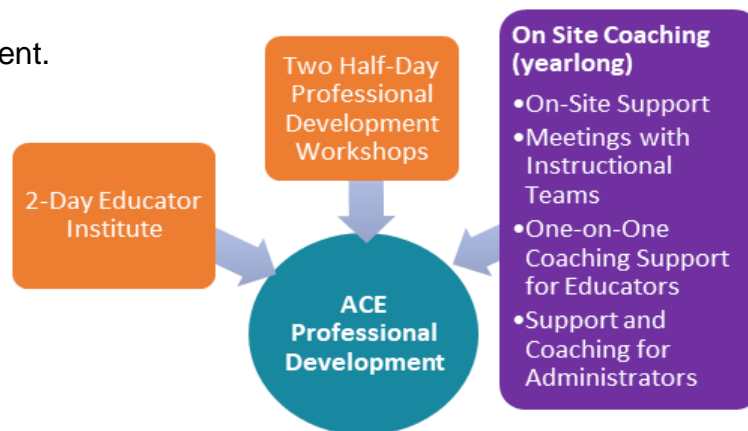 ent.
2-Day Educator
Institute
Two Half-Day
Professional
Development
Workshops
On Site Coaching
(yearlong)
•On-Site Support
•Meetings with
Instructional
Teams
•One-on-One
Coaching Support
for Educators
•Support and
Coaching for
Administrators
ACE
Professional
Development